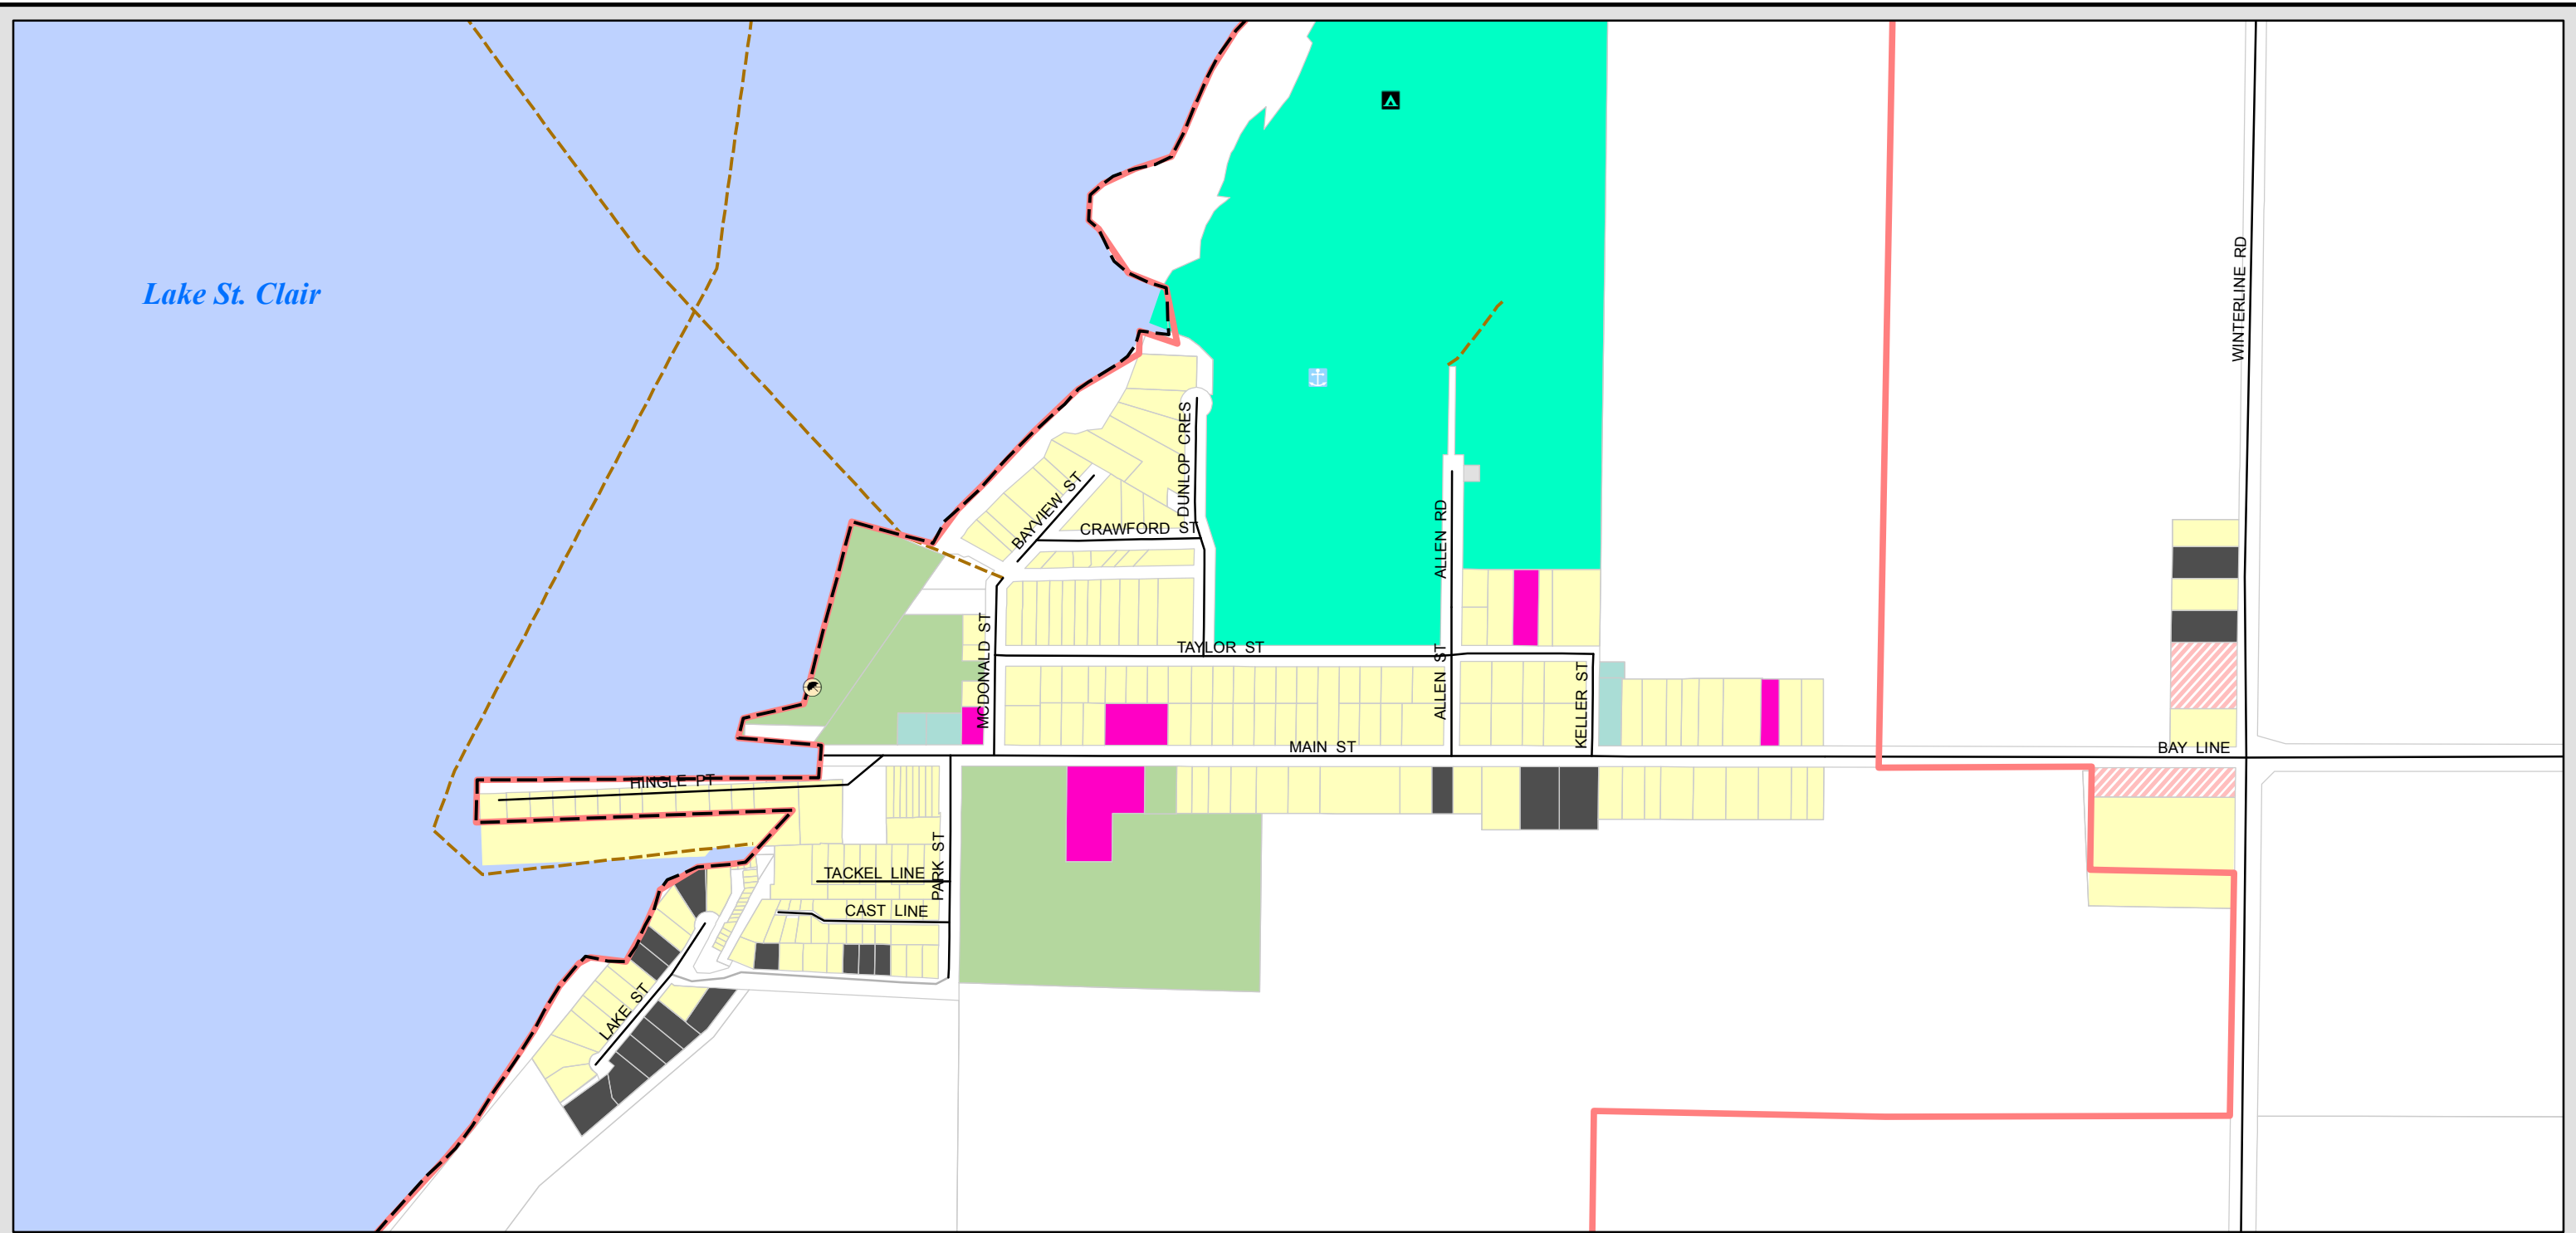 WINTERLINE RD
Lake St. Clair
DUNLOP CRES
BAYVIEW ST
CRAWFORD ST
ALLEN RD
MCDONALD ST
TAYLOR ST
ALLEN ST
KELLER ST
MAIN ST
BAY LINE
HINGLE PT
PARK ST
TACKEL LINE
CAST LINE
LAKE ST